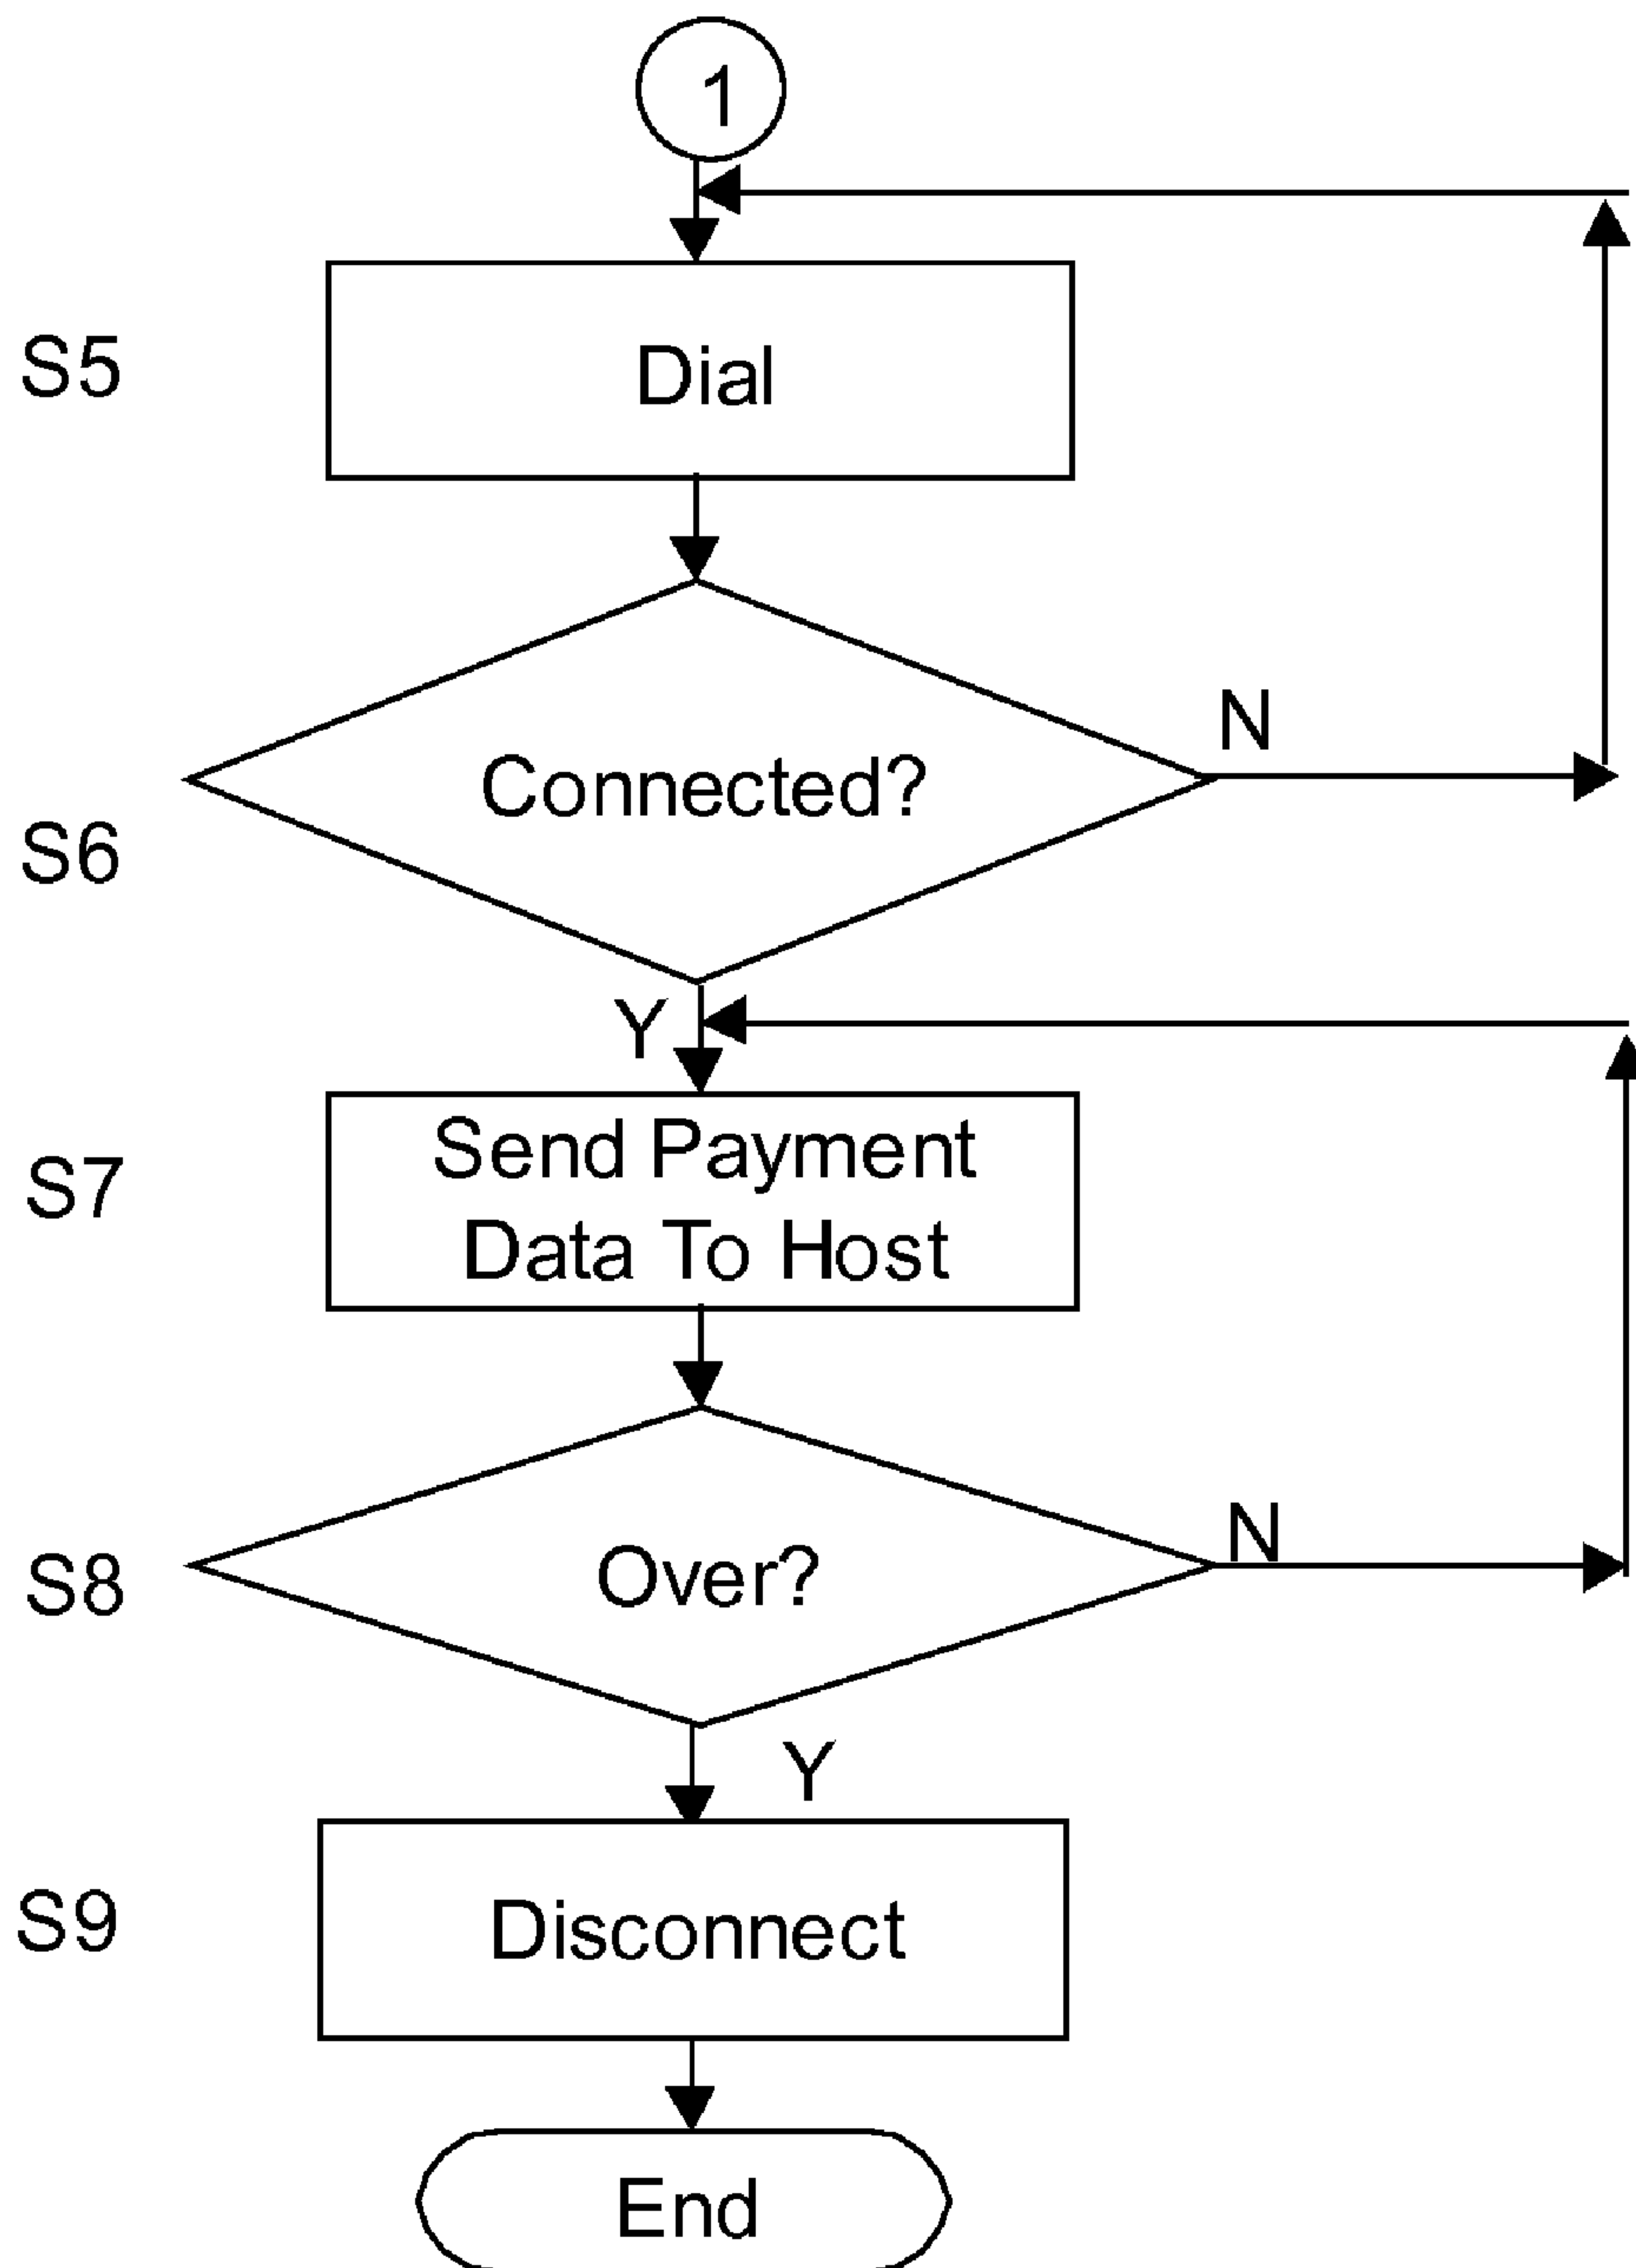 1
S5
Dial
N
Connected?
S6
Y
Send Payment
S7
Data To Host
N
Over?
S8
Y
S9
Disconnect
End